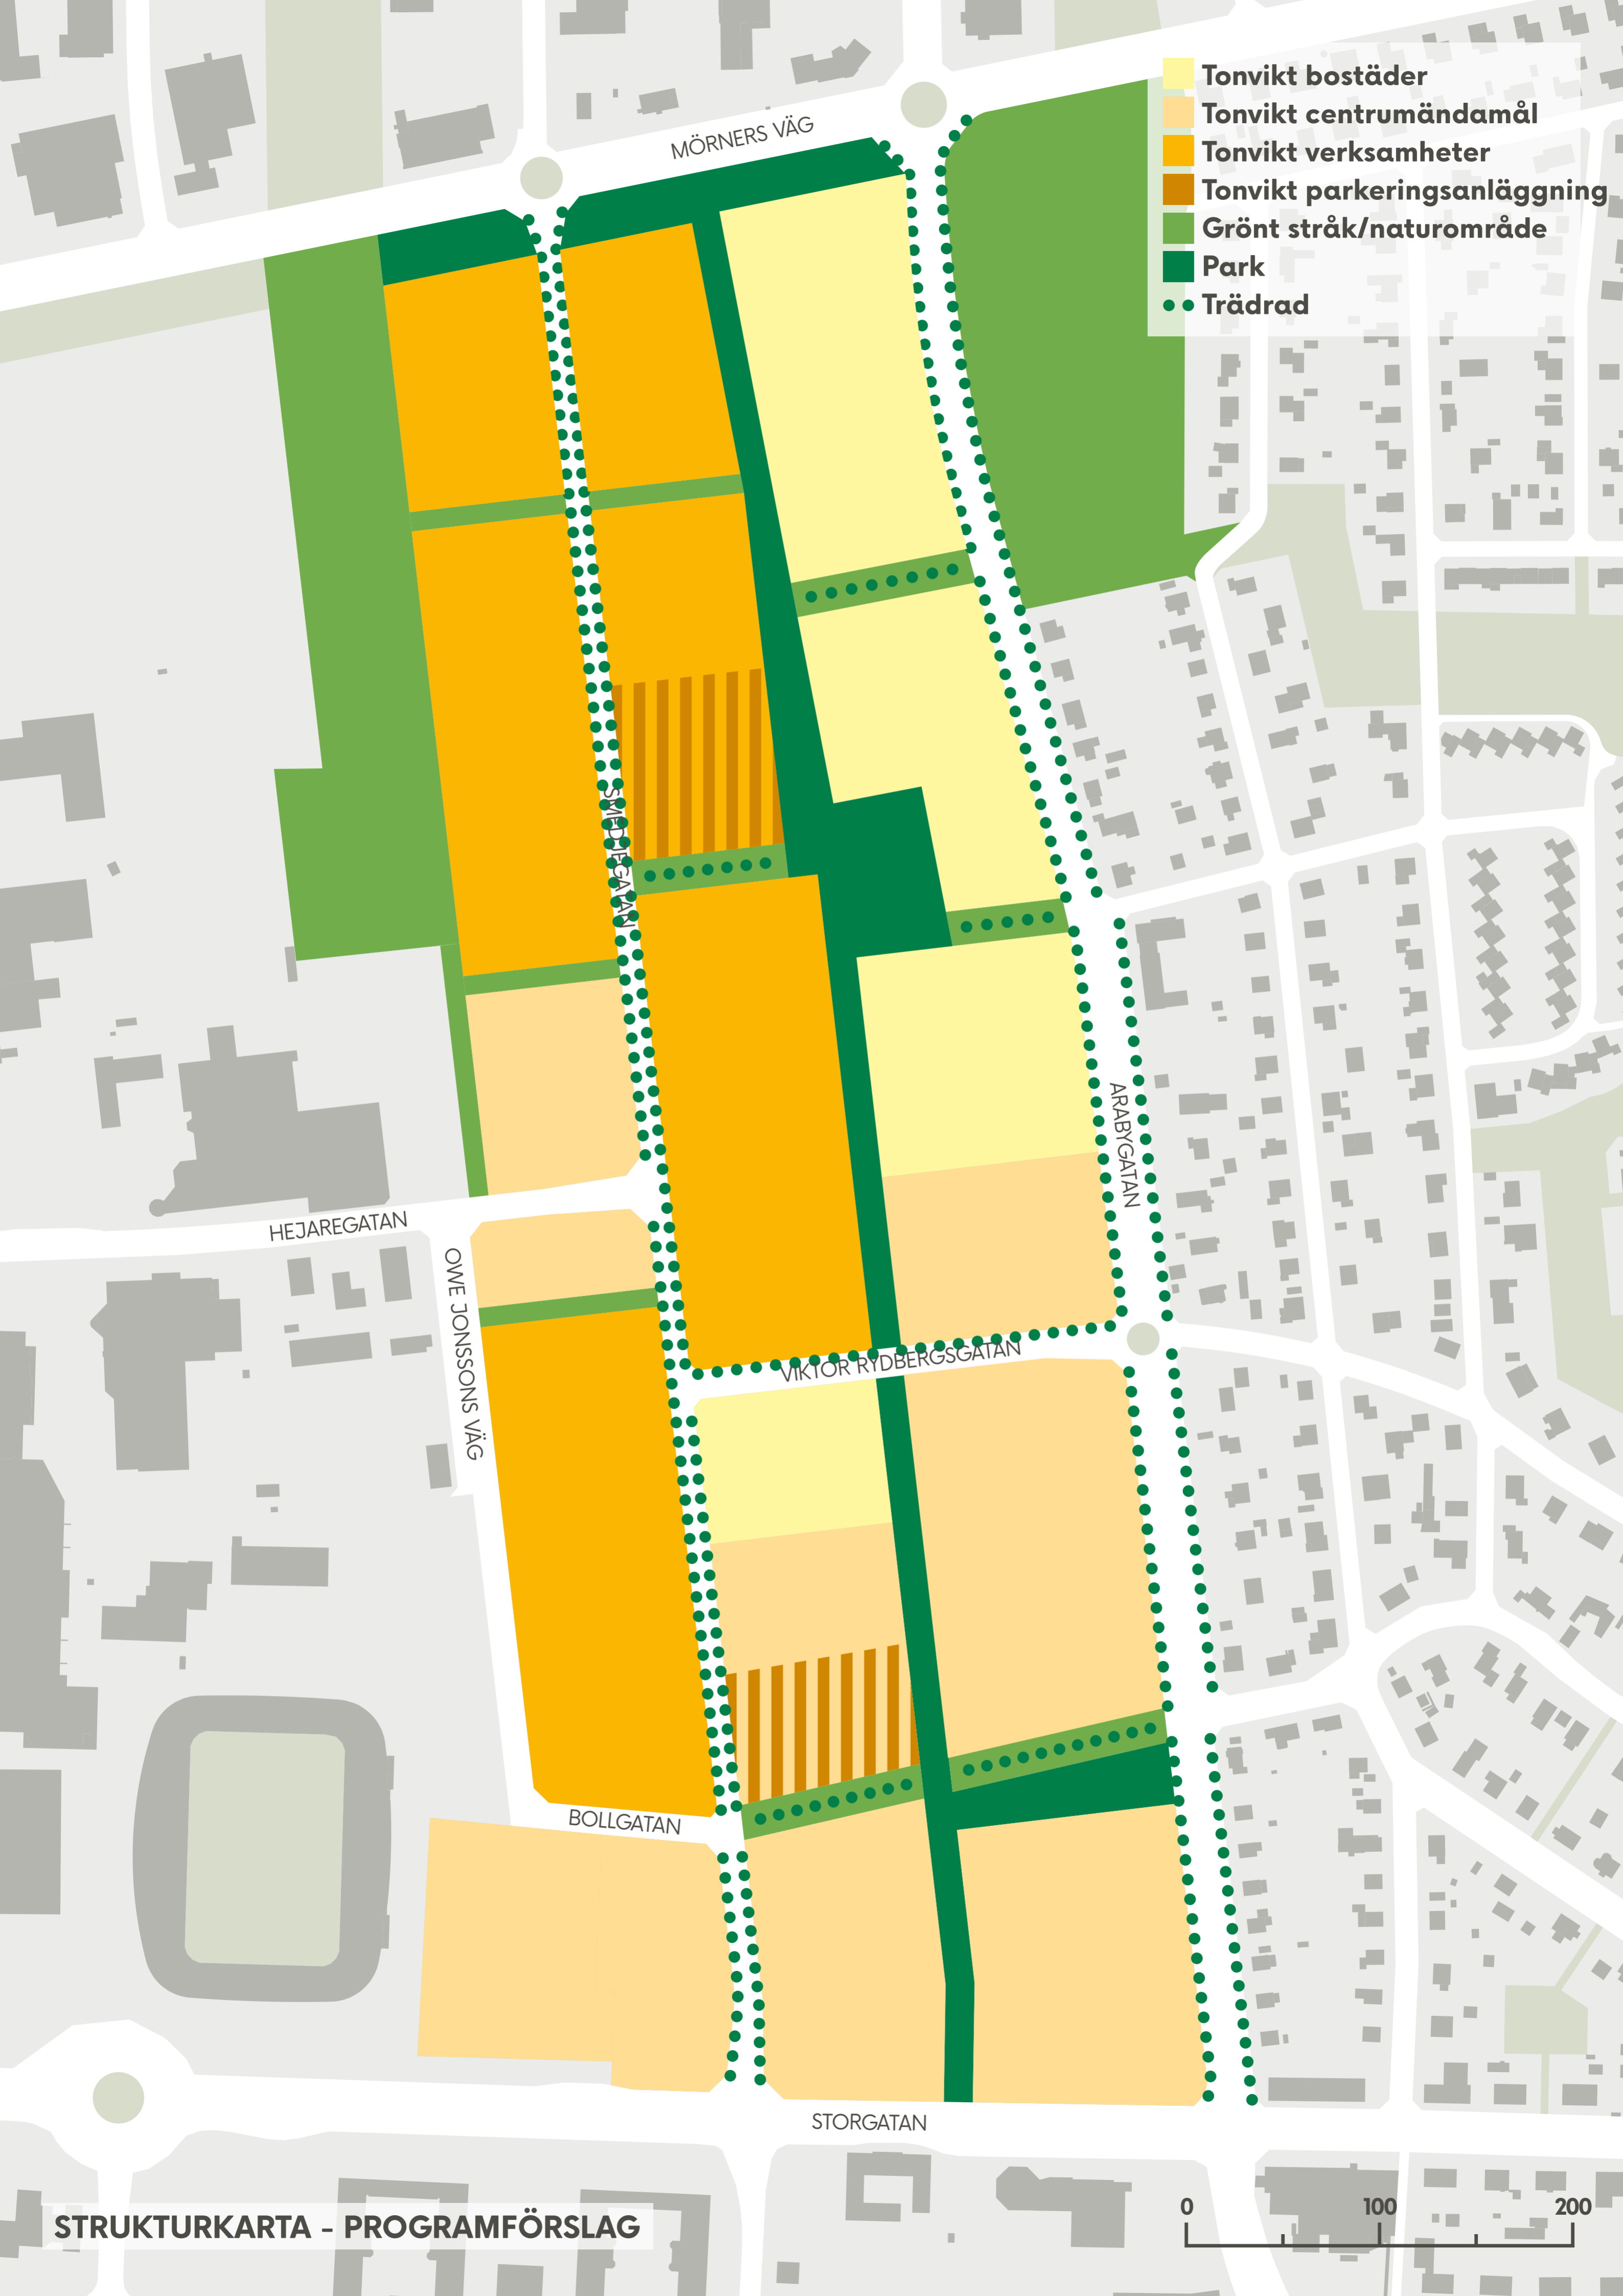 Tonvikt bostäder
Tonvikt centrumändamål
Tonvikt verksamheter
Tonvikt parkeringsanläggning
Grönt stråk/naturområde
Park
Trädrad
MÖRNERS VÄG
SMEDJEGATAN
ARABYGATAN
HEJAREGATAN
OWE JONSSONS VÄG
VIKTOR RYDBERGSGATAN
BOLLGATAN
STORGATAN
0 100 200
STRUKTURKARTA - PROGRAMFÖRSLAG